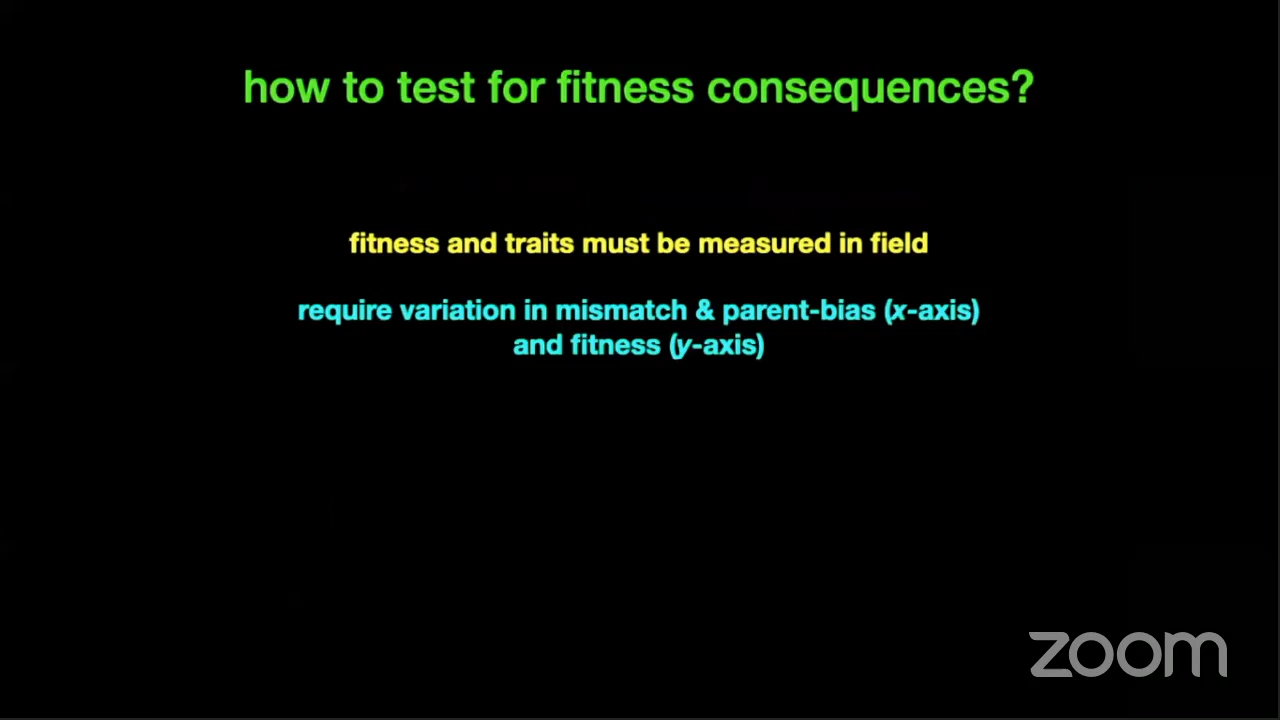 how to test for fitness consequences?
fitness and traits must be measured in field
require variation in mismatch & parent-bias (x-axis)
and fitness (y-axis)
zoom